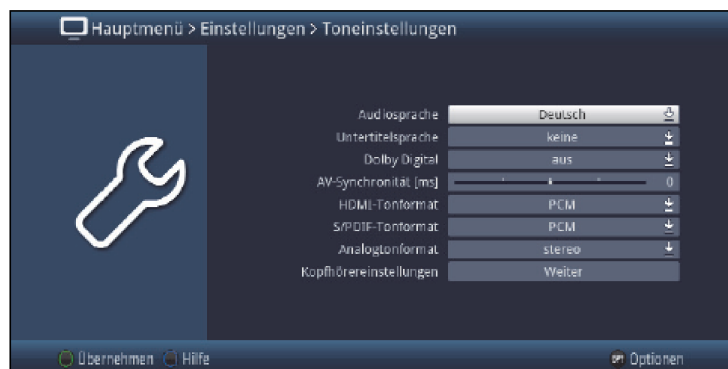 Hauptmenü > Einstellungen > Toneinstellungen
Audiosprache Deutsch
Untertitelsprache keine
Dolby Digital aus
AV-Synchronität [ms] 0
HDMI-Tonformat PCM
S/PDIF-Tonformat PCM
Analogtonformat stereo
Kopfhörereinstellungen Weiter
Übernehmen Hilfe OPT Optionen